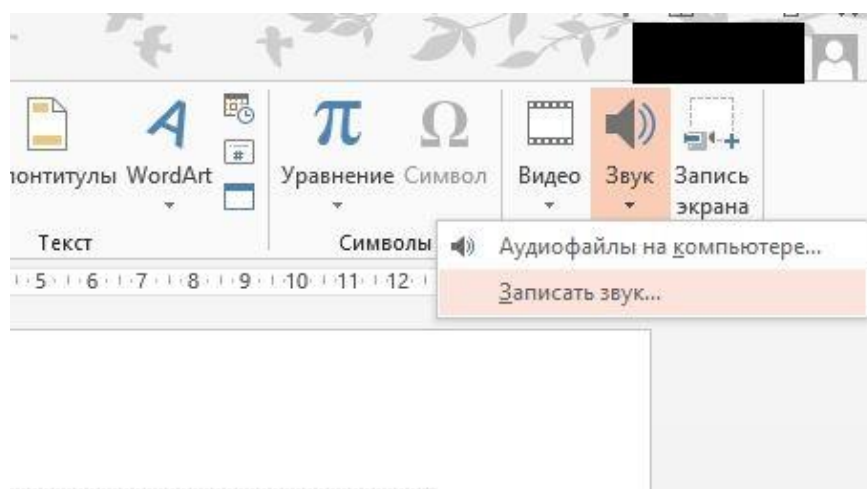 WordArt
Уравнение Символ
Видео
Звук
Запись
экрана
Текст
Символы
Аудиофайлы на компьютере...
Записать звук...
5 6 7 8 9 10 11 12